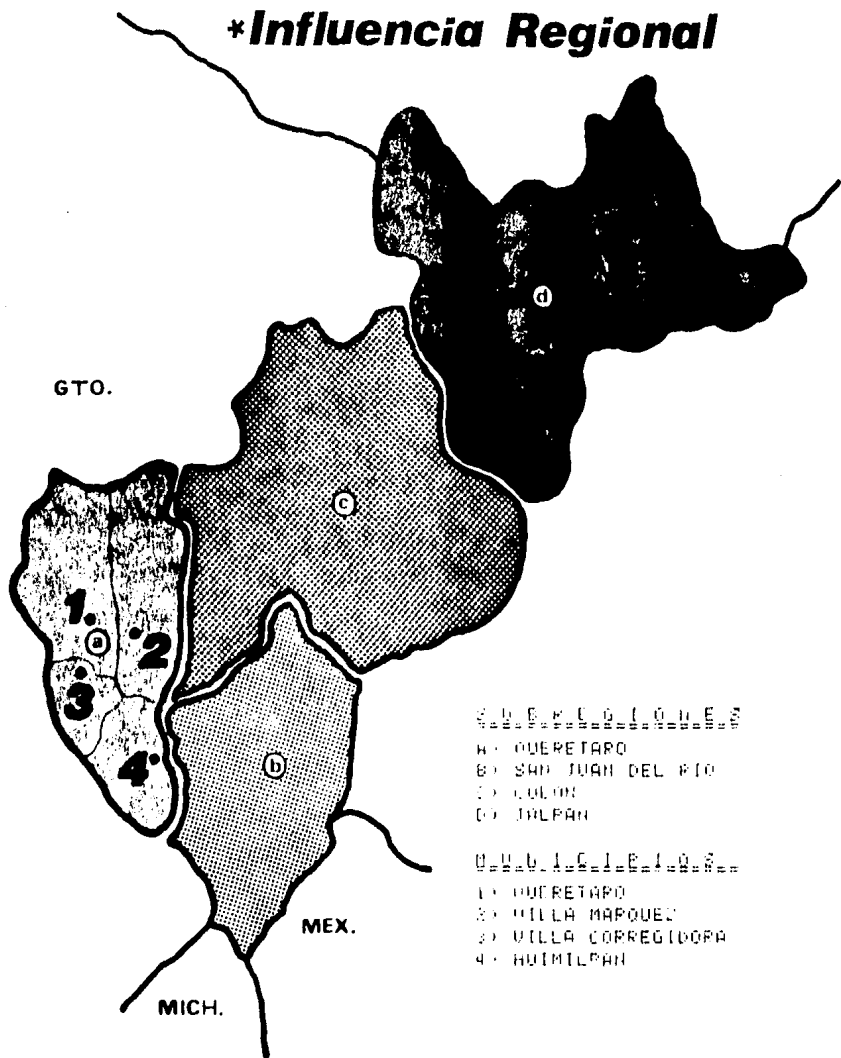 *Influencia Regional
d
GTO.
c
1.
a
2
3
4
b
SUBREGIONES
A) QUERETARO
B) SAN JUAN DEL RIO
C) COLON
D) JALPAN
MUNICIPIOS
1) QUERETARO
2) VILLA MARQUEZ
3) VILLA CORREGIDORA
4) HUIMILPAN
MEX.
MICH.